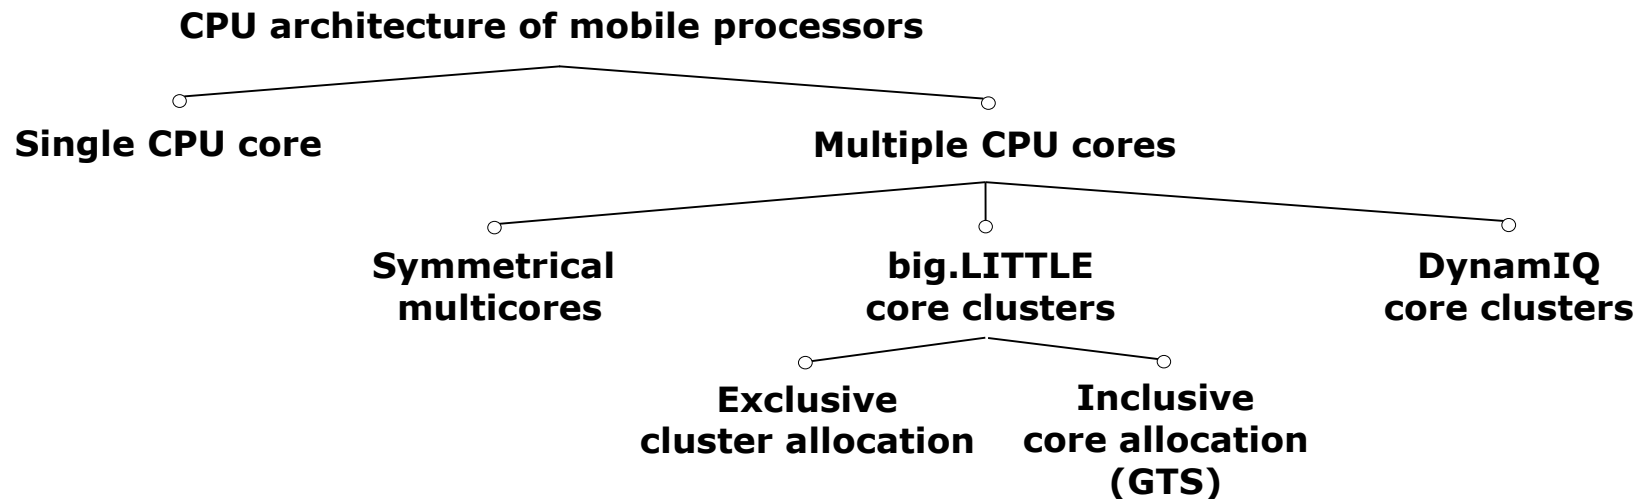 CPU architecture of mobile processors
Single CPU core
Multiple CPU cores
Symmetrical
multicores
big.LITTLE
core clusters
DynamIQ
core clusters
Exclusive
cluster allocation
Inclusive
core allocation
(GTS)